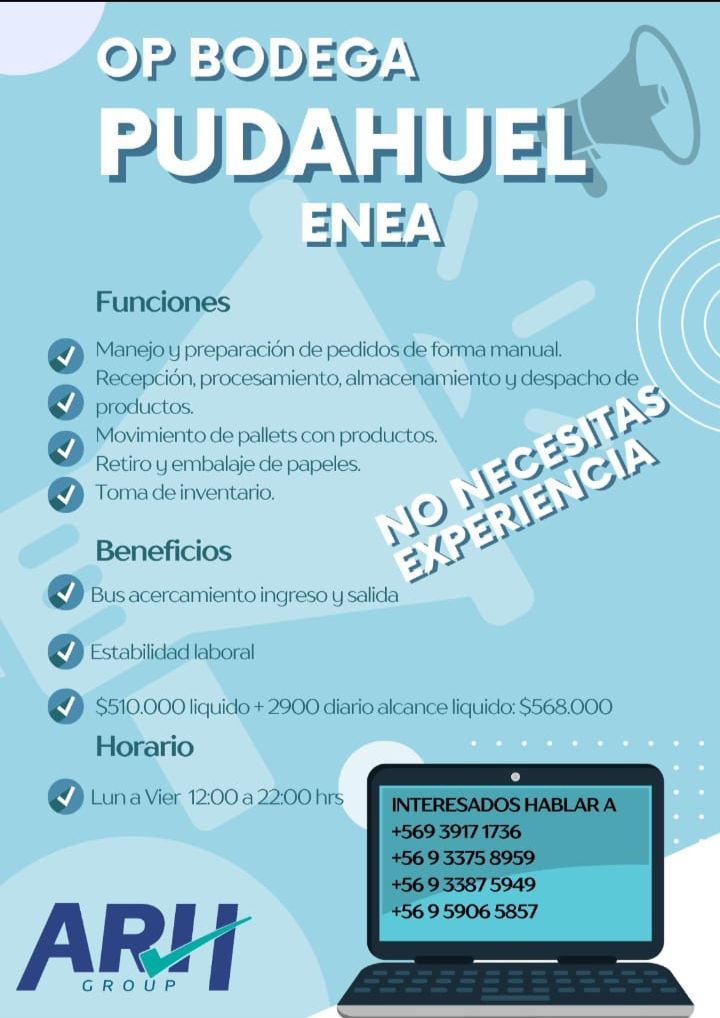 OP BODEGA
PUDAHUEL
ENEA
Funciones
Manejo y preparación de pedidos de forma manual.
Recepción, procesamiento, almacenamiento y despacho de
productos.
Movimiento de pallets con productos.
Retiro y embalaje de papeles.
Toma de inventario.
NO NECESITAS
EXPERIENCIA
Beneficios
Bus acercamiento ingreso y salida
Estabilidad laboral
$510.000 liquido + 2900 diario alcance liquido: $568.000
Horario
Lun a Vier 12:00 a 22:00 hrs
INTERESADOS HABLAR A
+569 3917 1736
+56 9 3375 8959
+56 9 3387 5949
+56 9 5906 5857
ARH
GROUP